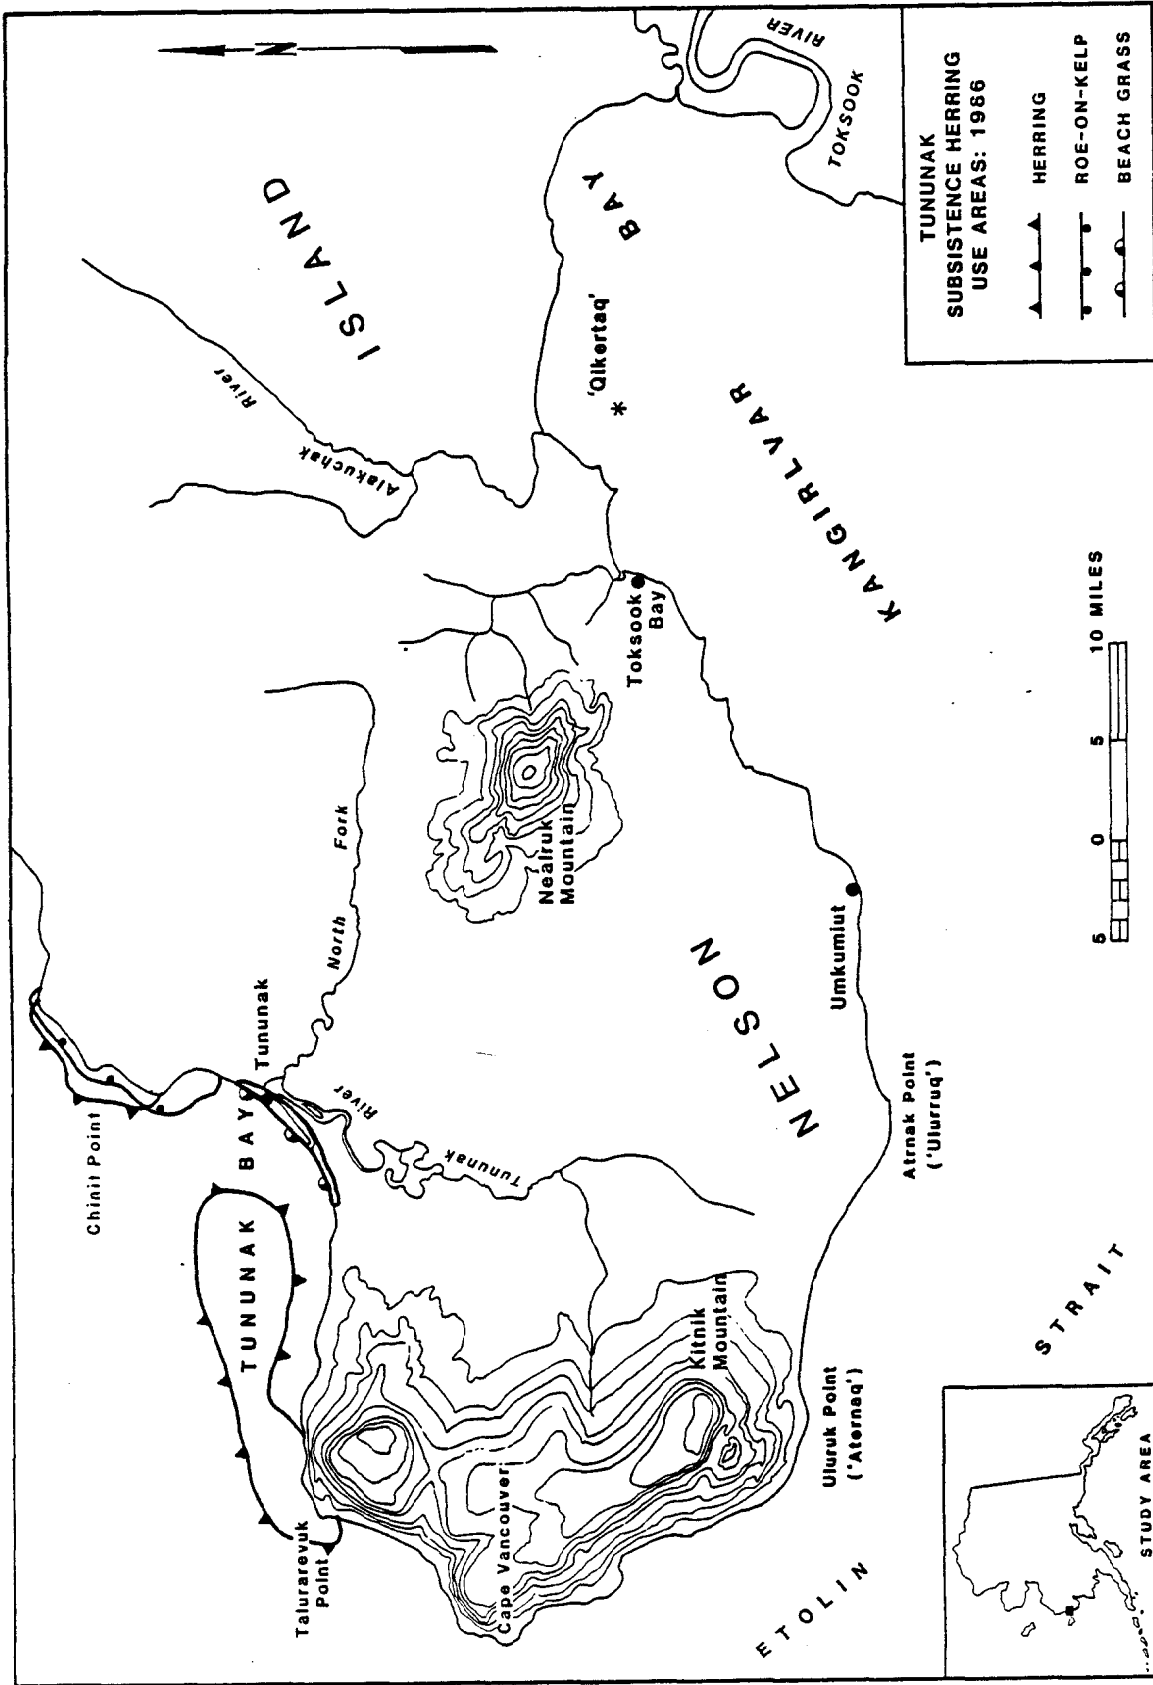 N
ISLAND
River
Alakuchak
RIVER
TOKSOOK
BAY
'Qikertaq'
*
KANGIRLVAR
Toksook
Bay
Nealruk
Mountain
North Fork
Tununak
Chinit Point
TUNUNAK BAY
River
Tununak
NELSON
Umkumiut
Atrnak Point
('Ulurruq')
Kitnik
Mountain
Uluruk Point
('Aternaq')
Cape Vancouver
Talurarevuk
Point
ETOLIN
STRAIT
5 0 5 10 MILES
TUNUNAK
SUBSISTENCE HERRING
USE AREAS: 1986
HERRING
ROE-ON-KELP
BEACH GRASS
STUDY AREA